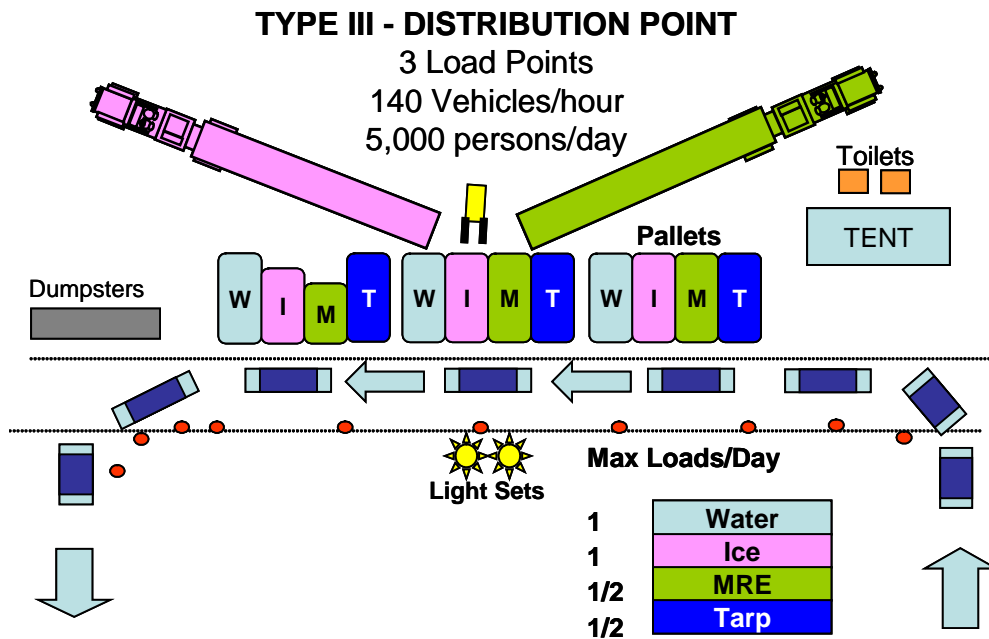 TYPE III - DISTRIBUTION POINT
3 Load Points
140 Vehicles/hour
5,000 persons/day
Toilets
TENT
Pallets
Dumpsters
W I M T W I M T W I M T
Light Sets
Max Loads/Day
1 Water
1 Ice
1/2 MRE
1/2 Tarp